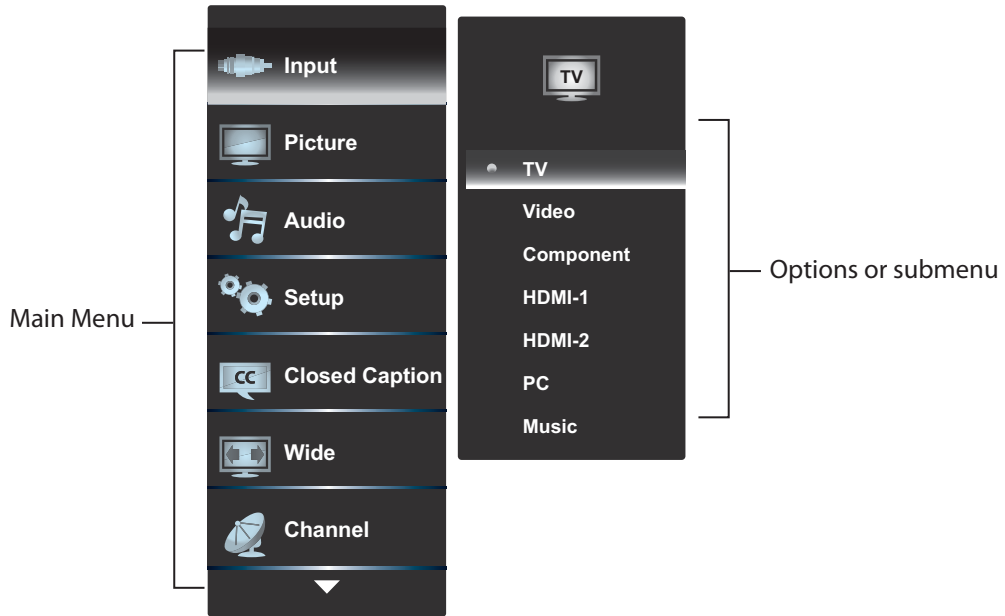 Main Menu
Input
Picture
Audio
Setup
CC
Closed Caption
Wide
Channel
TV
TV
Video
Component
HDMI-1
HDMI-2
PC
Music
Options or submenu